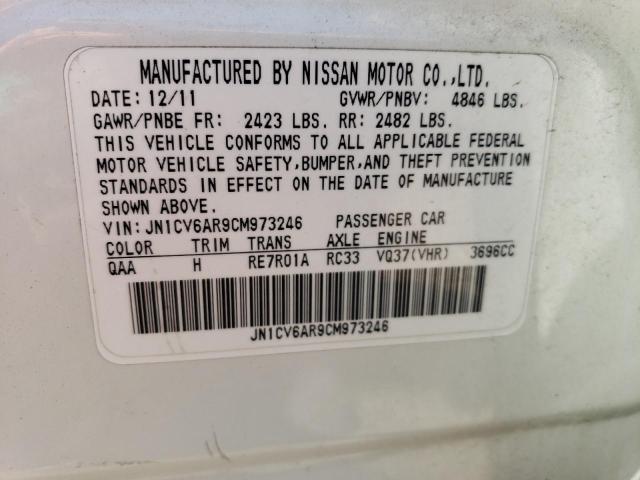 MANUFACTURED BY NISSAN MOTOR CO.,LTD.
DATE: 12/11 GVWR/PNBV: 4846 LBS.
GAWR/PNBE FR: 2423 LBS. RR: 2482 LBS.
THIS VEHICLE CONFORMS TO ALL APPLICABLE FEDERAL
MOTOR VEHICLE SAFETY,BUMPER,AND THEFT PREVENTION
STANDARDS IN EFFECT ON THE DATE OF MANUFACTURE
SHOWN ABOVE.
VIN: JN1CV6AR9CM973246 PASSENGER CAR
COLOR TRIM TRANS AXLE ENGINE
QAA H RE7R01A RC33 VQ37(VHR) 3696CC
JN1CV6AR9CM973246